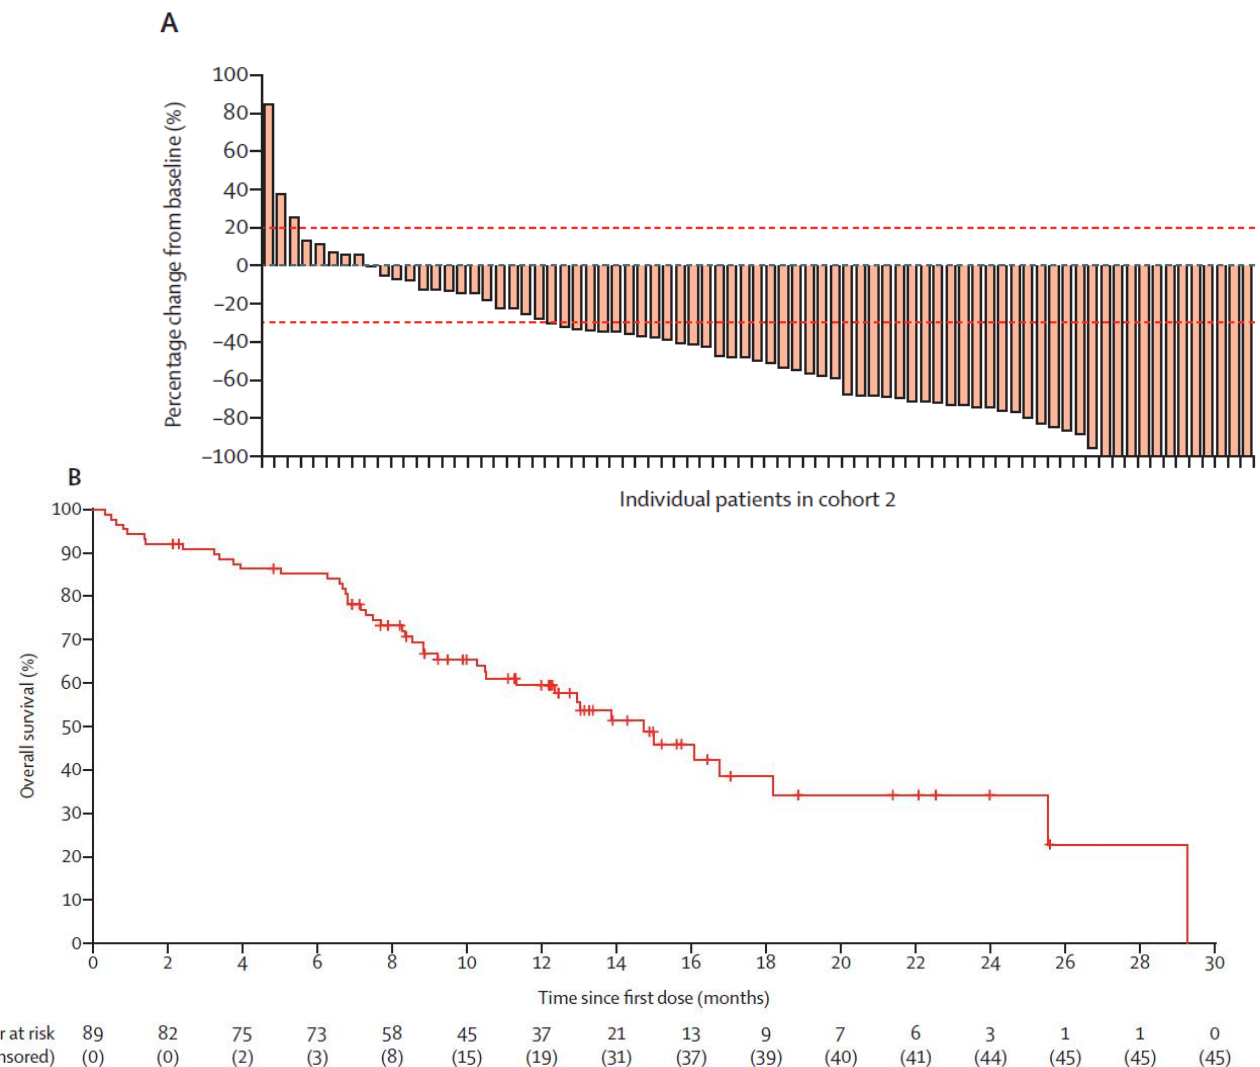 A
Percentage change from baseline (%)
100
80
60
40
20
0
–20
–40
–60
–80
–100
Individual patients in cohort 2
B
Overall survival (%)
100
90
80
70
60
50
40
30
20
10
0
0 2 4 6 8 10 12 14 16 18 20 22 24 26 28 30
Time since first dose (months)
r at risk 89 82 75 73 58 45 37 21 13 9 7 6 3 1 1 0
nsored) (0) (0) (2) (3) (8) (15) (19) (31) (37) (39) (40) (41) (44) (45) (45) (45)